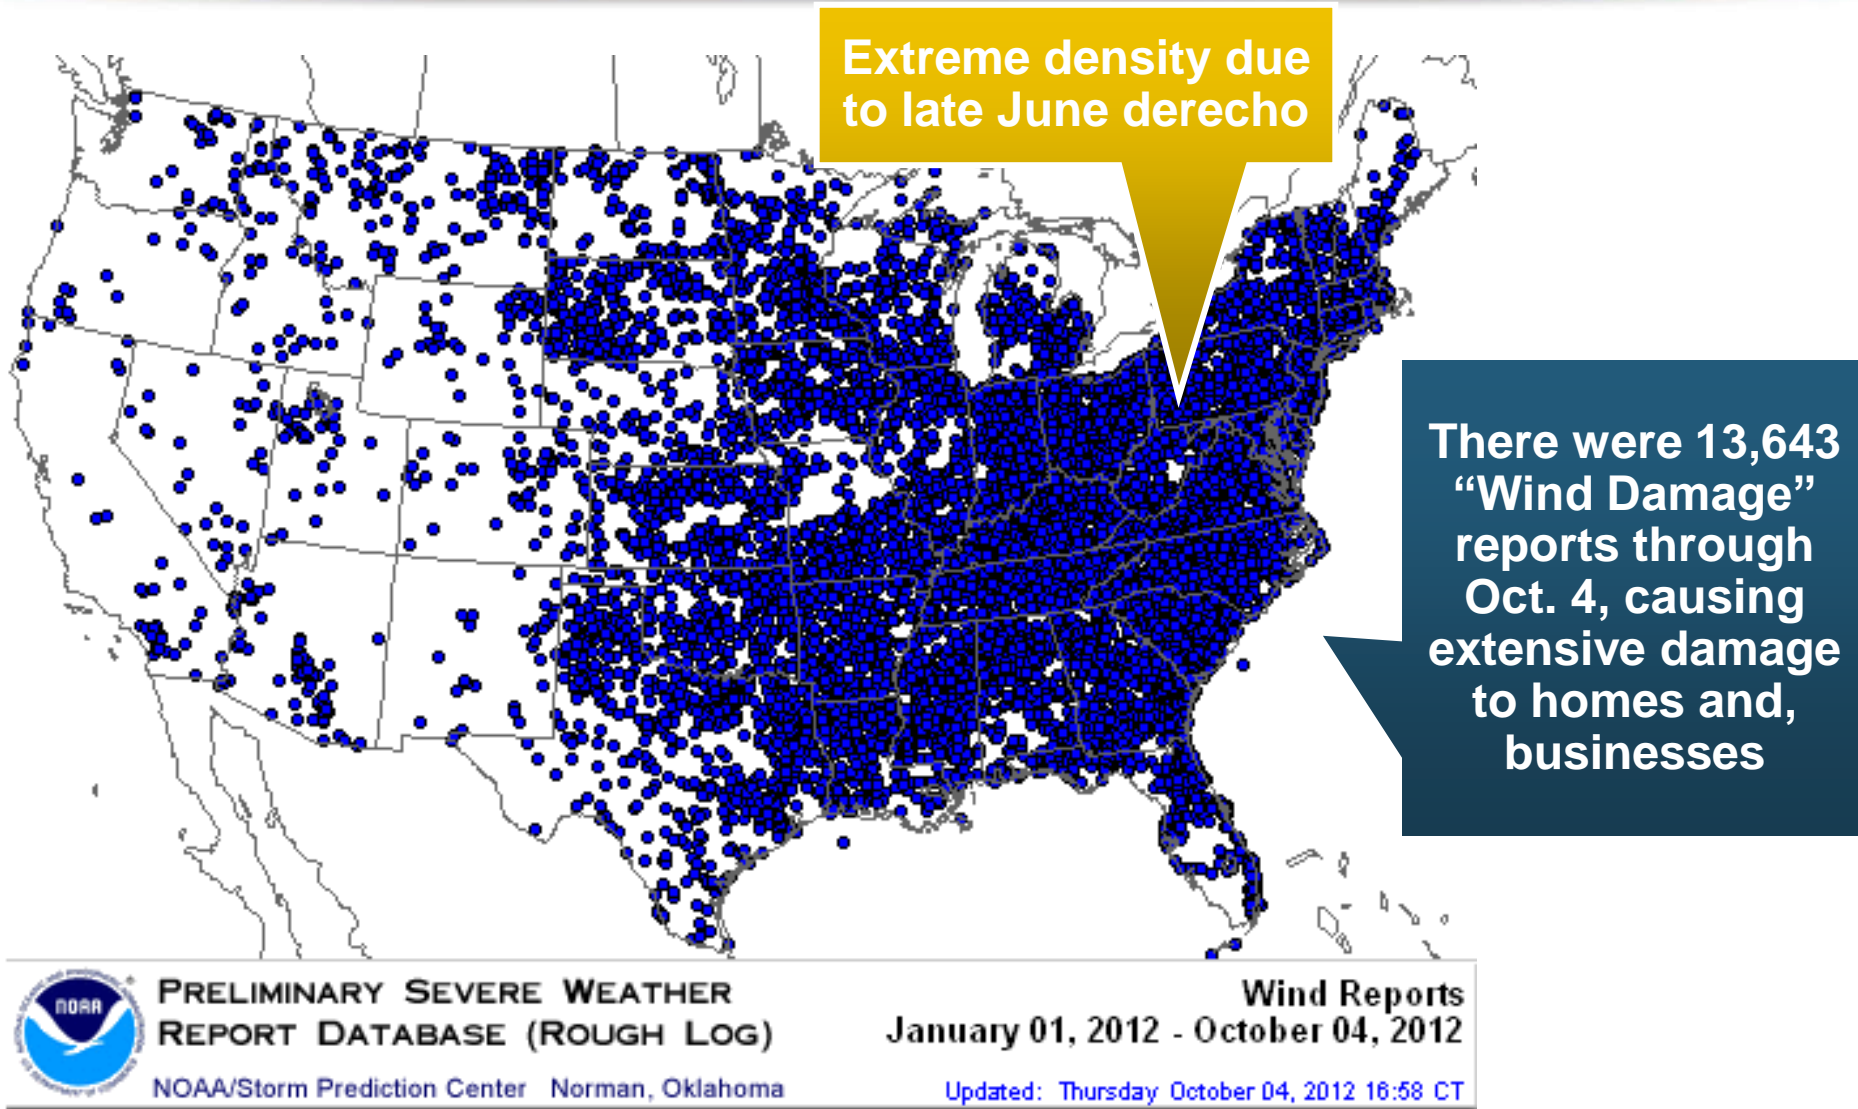 Extreme density due
to late June derecho
There were 13,643
“Wind Damage”
reports through
Oct. 4, causing
extensive damage
to homes and,
businesses
NOAA
PRELIMINARY SEVERE WEATHER
REPORT DATABASE (ROUGH LOG)
NOAA/Storm Prediction Center Norman, Oklahoma
Wind Reports
January 01, 2012 - October 04, 2012
Updated: Thursday October 04, 2012 16:58 CT